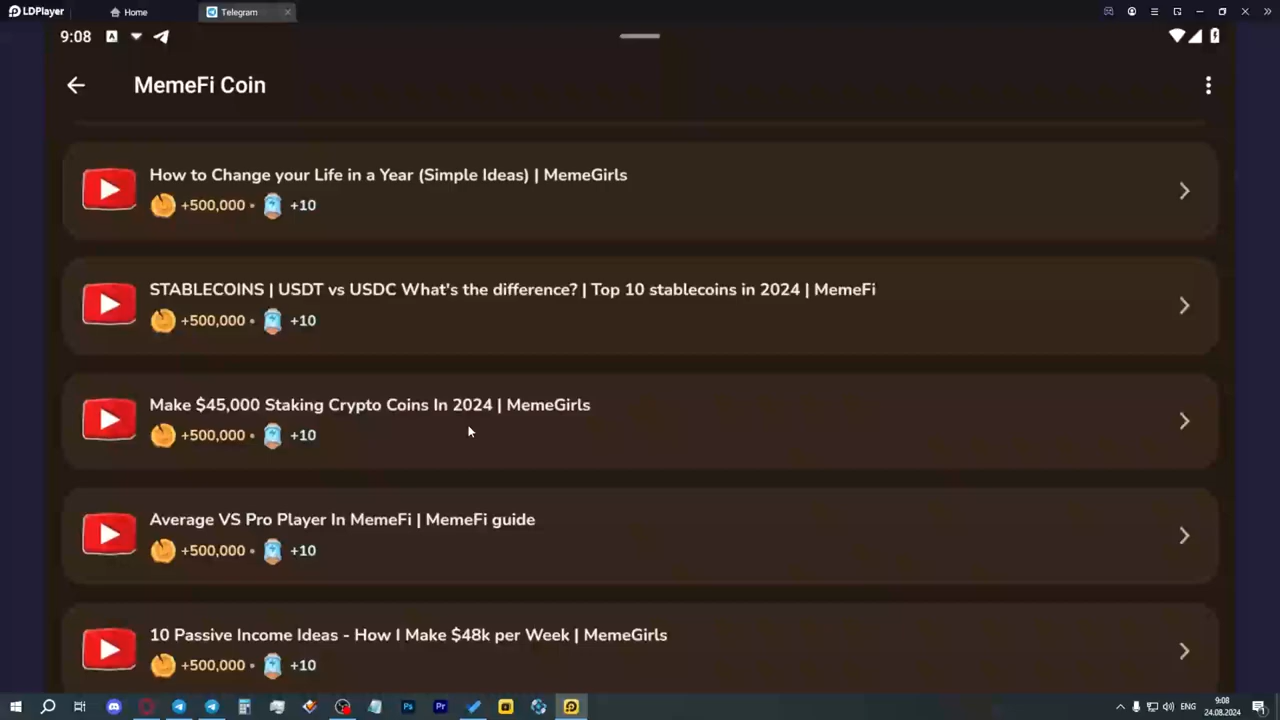 LDPlayer
Home
Telegram
9:08
MemeFi Coin
How to Change your Life in a Year (Simple Ideas) | MemeGirls
+500,000 • +10
STABLECOINS | USDT vs USDC What's the difference? | Top 10 stablecoins in 2024 | MemeFi
+500,000 • +10
Make $45,000 Staking Crypto Coins In 2024 | MemeGirls
+500,000 • +10
Average VS Pro Player In MemeFi | MemeFi guide
+500,000 • +10
10 Passive Income Ideas - How I Make $48k per Week | MemeGirls
+500,000 • +10
Ps
Pr
ENG
9:08
24.08.2024